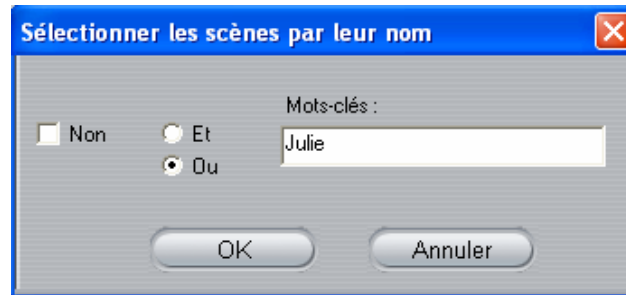 Sélectionner les scènes par leur nom
Mots-clés :
Non
Et
Julie
Ou
OK
Annuler